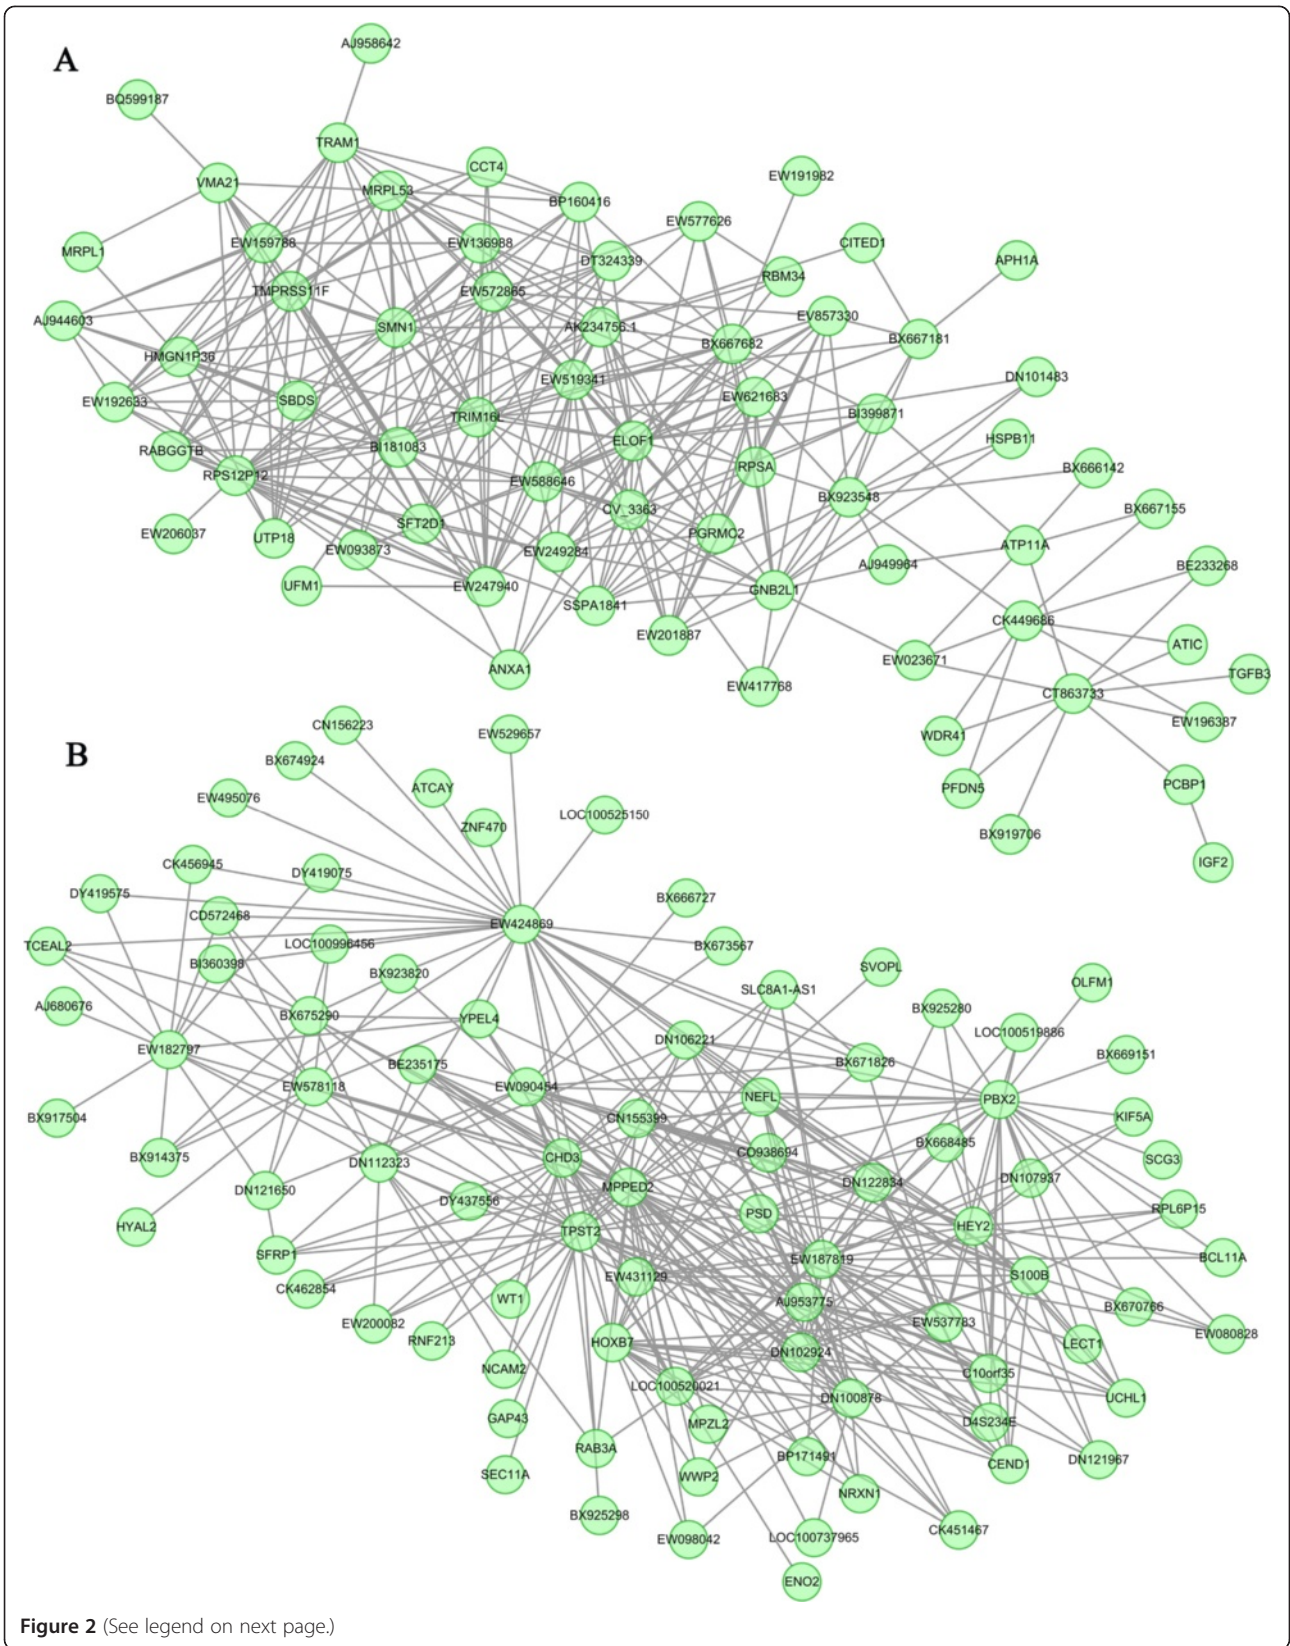 A
AJ958642
BQ599187
TRAM1
CCT4
VMA21
MRPL53
BP160416
EW191982
EW577626
MRPL1
EW159788
EW136988
CITED1
DT324339
APH1A
RBM34
TMPRSS11F
EW572865
AJ944603
SMN1
AK234756.1
EV857330
BX667682
BX667181
HMGN1P36
EW519341
DN101483
EW192633
SBDS
EW621683
TRIM16L
BI399871
RABGGTB
BI181083
ELOF1
HSPB11
RPS12P12
EW588646
RPSA
BX923548
BX666142
CV_3363
BX667155
EW206037
UTP18
SFT2D1
PGRMC2
EW093873
EW249284
ATP11A
AJ949964
BE233268
UFM1
EW247940
GNB2L1
SSPA1841
CK449686
EW201887
ATIC
EW023671
ANXA1
TGFB3
EW417768
CT863733
EW196387
WDR41
PCBP1
PFDN5
BX919706
IGF2
B
CN156223
EW529657
BX674924
ATCAY
EW495076
LOC100525150
ZNF470
CK456945
DY419075
DY419575
BX666727
CD572468
EW424869
TCEAL2
LOC100996456
BX673567
BI360398
BX923820
SVOPL
OLFM1
SLC8A1-AS1
AJ680676
BX675290
YPEL4
BX925280
LOC100519886
DN106221
EW182797
BX669151
BE235175
BX671826
EW578118
EW090454
NEFL
PBX2
BX917504
CN155399
KIF5A
BX668485
BX914375
DN112323
CHD3
CO938694
SCG3
DN121650
MPPED2
DN122834
DN107937
DY437556
PSD
RPL6P15
HYAL2
TPST2
HEY2
SFRP1
EW187819
BCL11A
CK462854
EW431129
S100B
WT1
AJ953775
BX670766
EW200082
EW537783
EW080828
RNF213
HOXB7
LECT1
DN102924
NCAM2
C10orf35
LOC100520021
DN100878
UCHL1
GAP43
MPZL2
D4S234E
RAB3A
BP171491
CEND1
DN121967
SEC11A
WWP2
NRXN1
BX925298
CK451467
EW098042
LOC100737965
ENO2
Figure 2 (See legend on next page.)